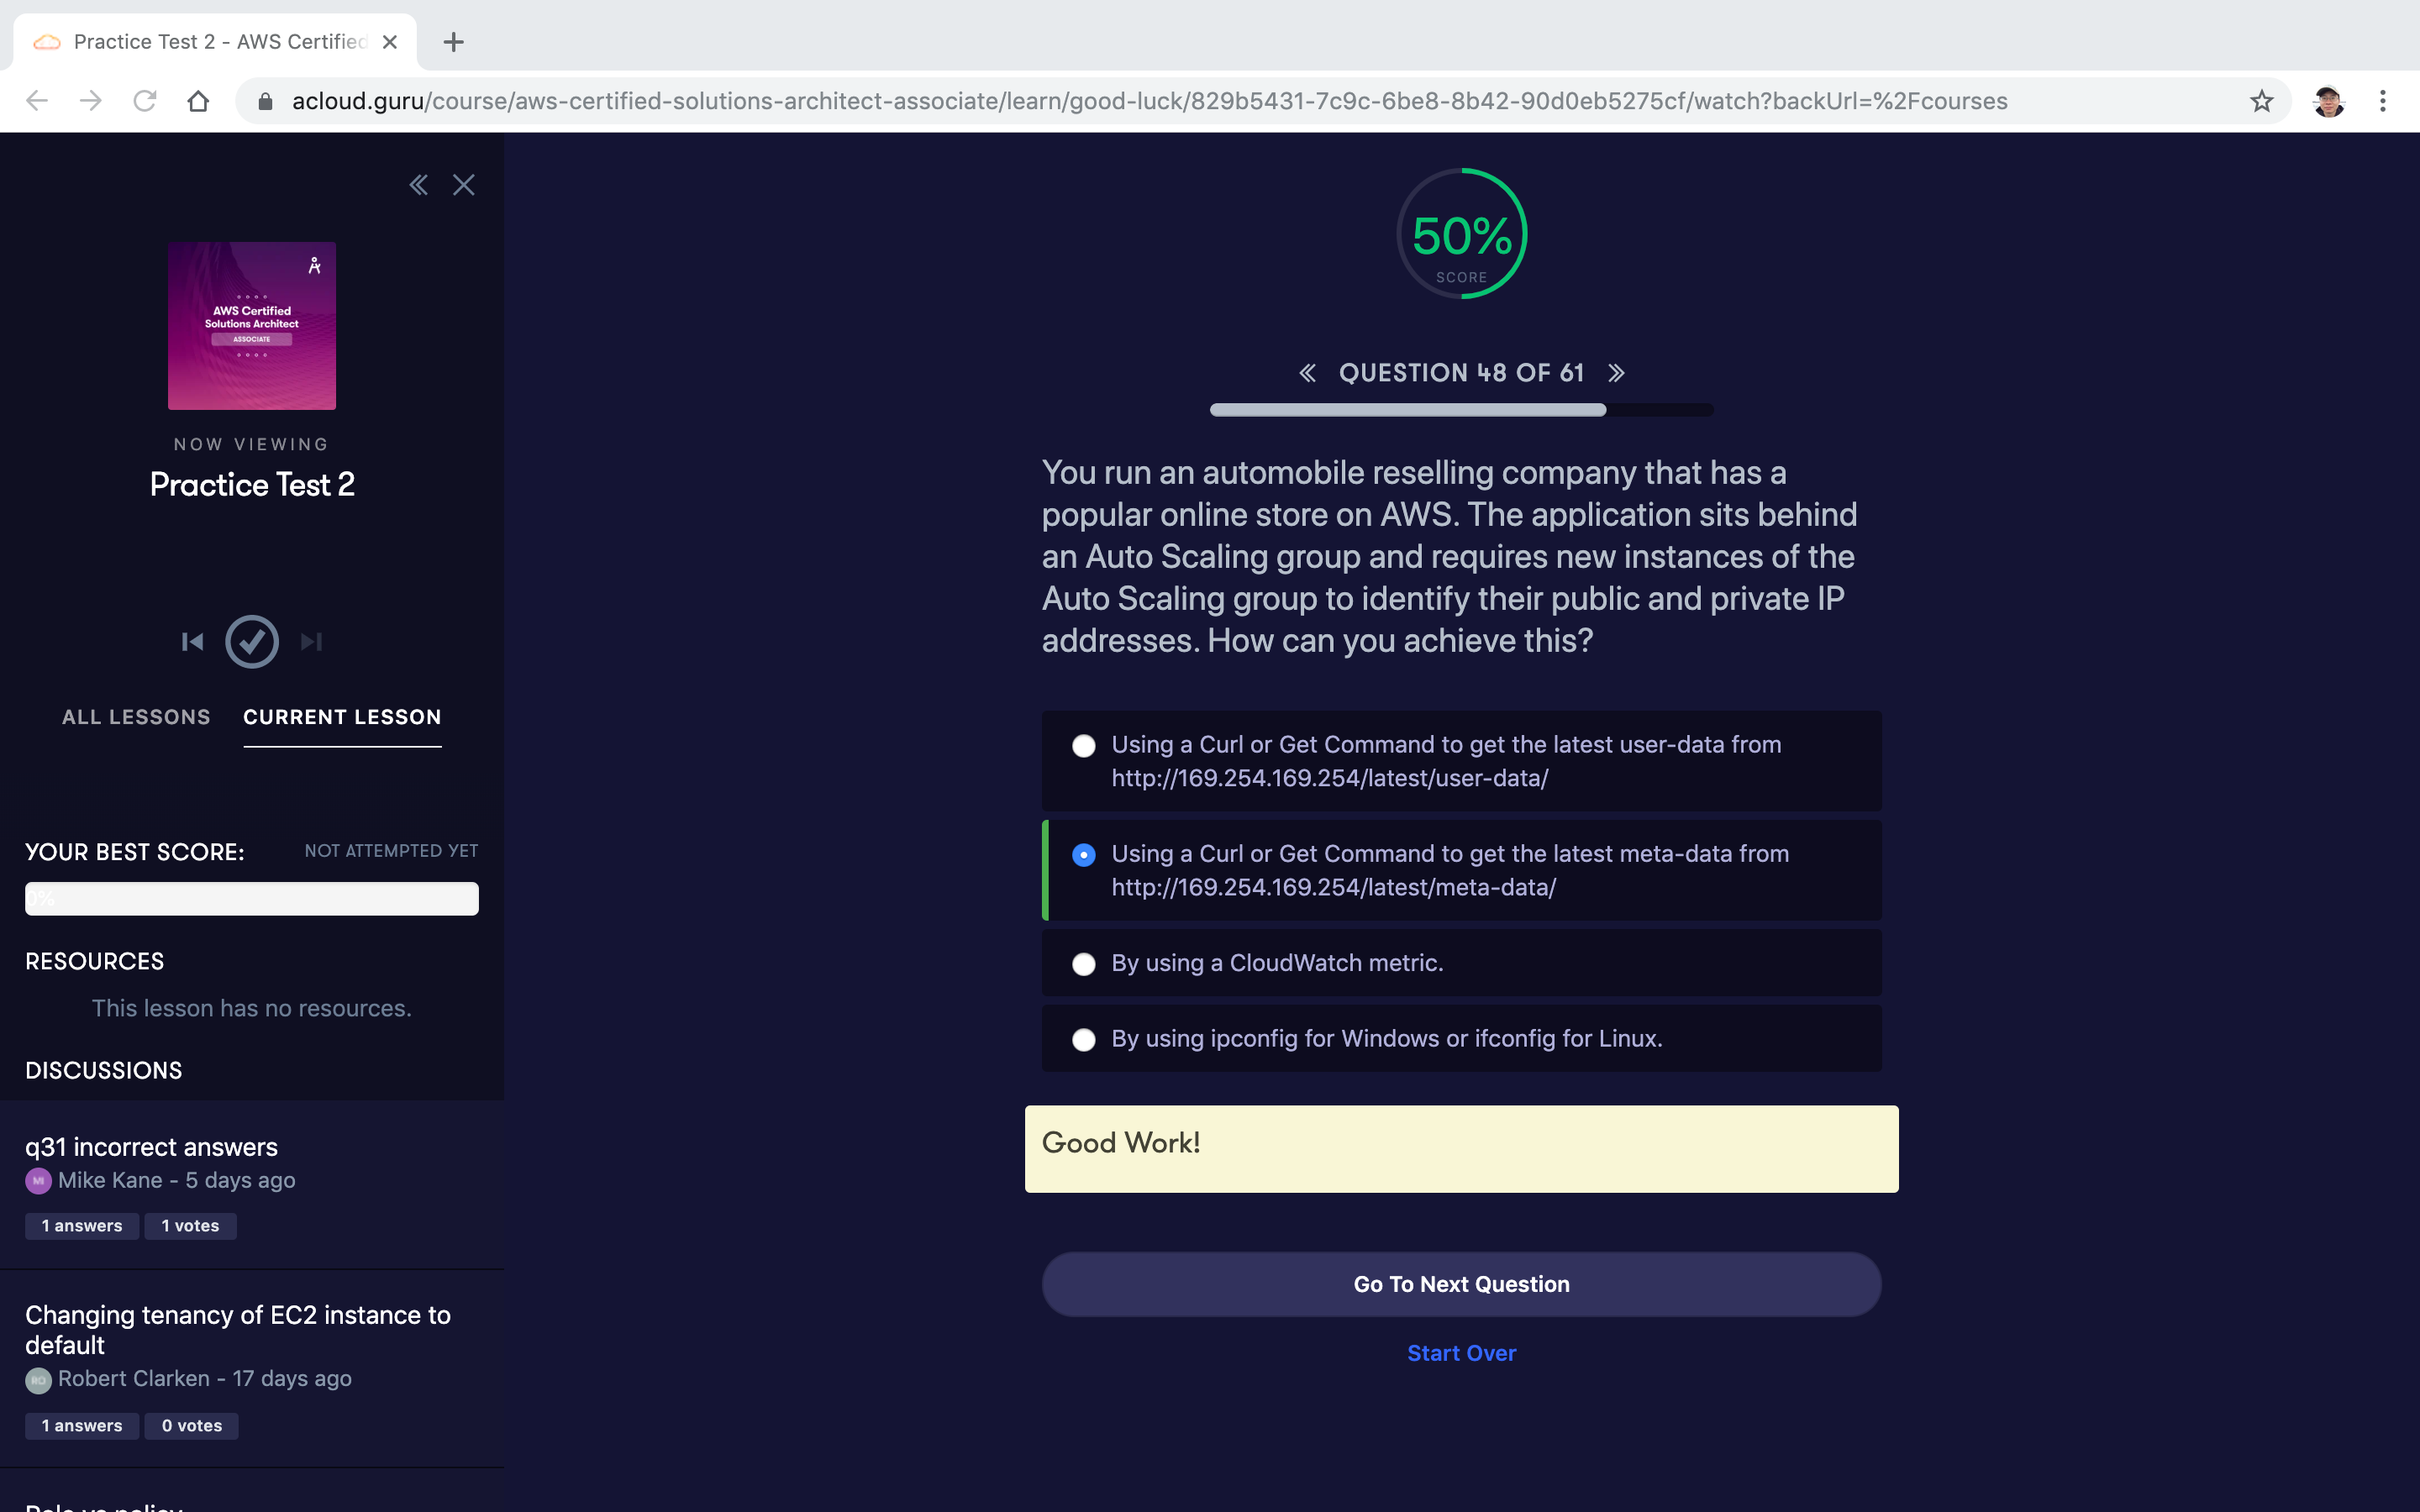 Practice Test 2 - AWS Certified
acloud.guru/course/aws-certified-solutions-architect-associate/learn/good-luck/829b5431-7c9c-6be8-8b42-90d0eb5275cf/watch?backUrl=%2Fcourses
AWS Certified
Solutions Architect
ASSOCIATE
NOW VIEWING
Practice Test 2
ALL LESSONS
CURRENT LESSON
YOUR BEST SCORE:
NOT ATTEMPTED YET
0%
RESOURCES
This lesson has no resources.
DISCUSSIONS
q31 incorrect answers
MI
Mike Kane - 5 days ago
1 answers
1 votes
Changing tenancy of EC2 instance to
default
RO
Robert Clarken - 17 days ago
1 answers
0 votes
Role vs policy
50%
SCORE
QUESTION 48 OF 61
You run an automobile reselling company that has a
popular online store on AWS. The application sits behind
an Auto Scaling group and requires new instances of the
Auto Scaling group to identify their public and private IP
addresses. How can you achieve this?
Using a Curl or Get Command to get the latest user-data from
http://169.254.169.254/latest/user-data/
Using a Curl or Get Command to get the latest meta-data from
http://169.254.169.254/latest/meta-data/
By using a CloudWatch metric.
By using ipconfig for Windows or ifconfig for Linux.
Good Work!
Go To Next Question
Start Over